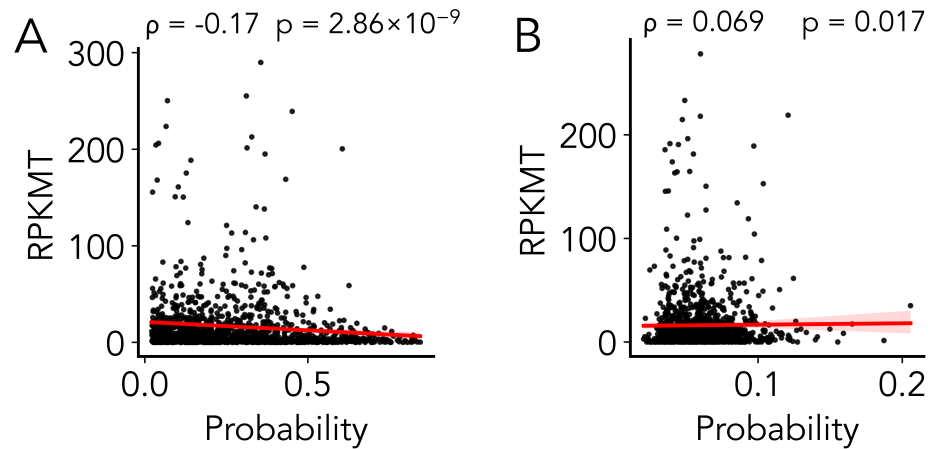 A
ρ = -0.17 p = 2.86×10⁻⁹
RPKMT
300
200
100
0
0.0 0.5
Probability
B
ρ = 0.069 p = 0.017
RPKMT
200
100
0
0.1 0.2
Probability